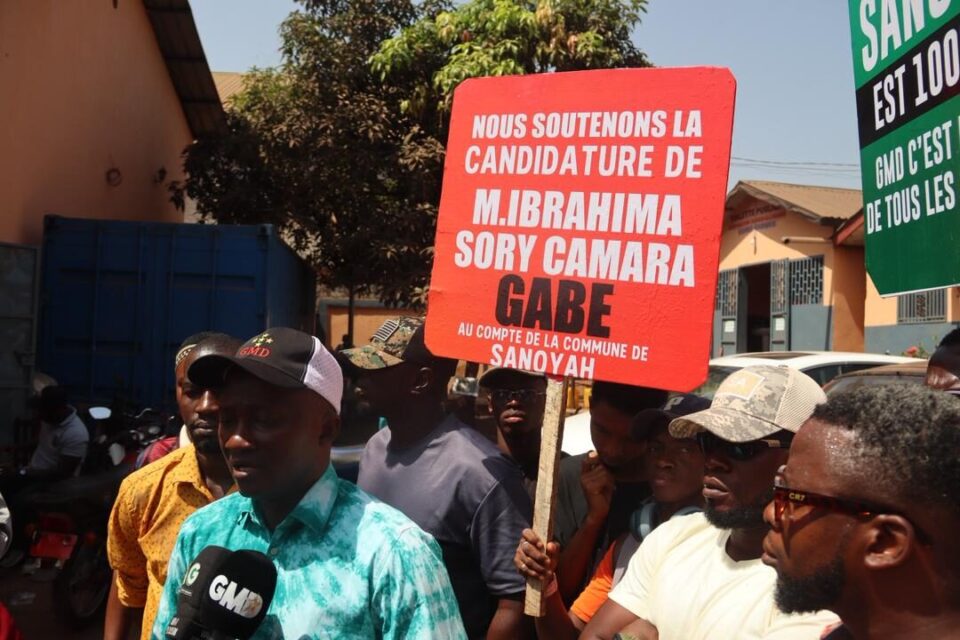 NOUS SOUTENONS LA
CANDIDATURE DE
M.IBRAHIMA
SORY CAMARA
GABE
AU COMPTE DE LA COMMUNE DE
SANOYAH
EST 100
GMD C'EST
DE TOUS LES
GMD
GMD
CR7